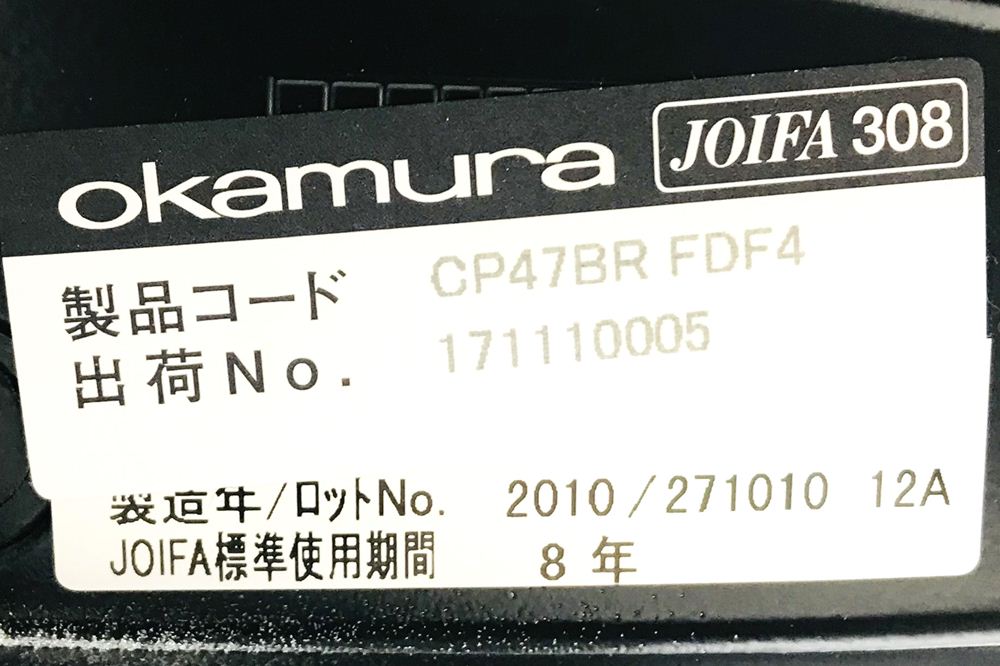 okamura JOIFA 308
製品コード CP47BR FDF4
出荷No. 171110005
製造年/ロットNo. 2010/271010 12A
JOIFA標準使用期間 8年